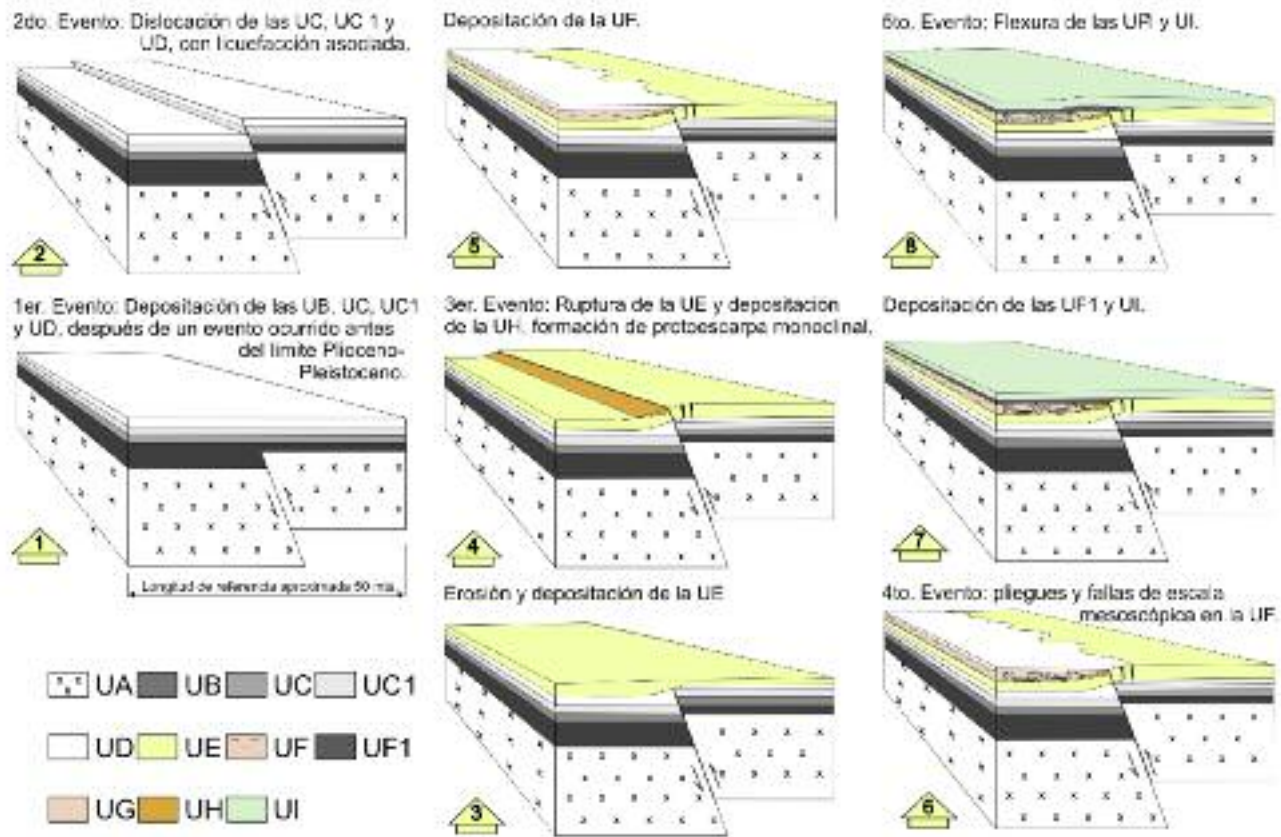 2do. Evento: Dislocación de las UC, UC 1 y
UD, con licuefacción asociada.
2
1er. Evento: Depositación de las UB, UC, UC1
y UD, después de un evento ocurrido antes
del límite Plioceno-
Pleistoceno.
1
Longitud de referencia aproximada 50 mts
UA UB UC UC1
UD UE UF UF1
UG UH UI
Depositación de la UF.
5
3er. Evento: Ruptura de la UE y depositación
de la UH, formación de protoescarpa monoclinal.
4
Erosión y depositación de la UE
3
Evento: Flexura de las UFI y UI.
8
Depositación de las UF1 y UI.
7
4to. Evento: pliegues y fallas de escala
mesoscópica en la UF.
6